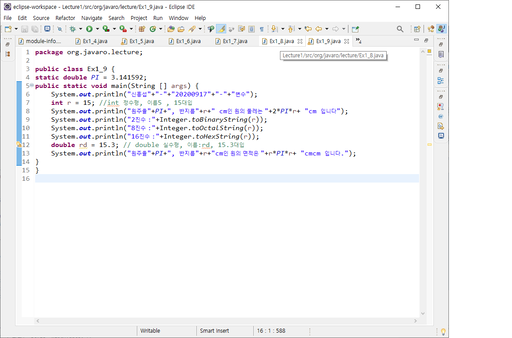 eclipse-workspace - Lecture1/src/org/javaro/lecture/Ex1_9.java - Eclipse IDE
File Edit Source Refactor Navigate Search Project Run Window Help
module-info... Ex1_4.java Ex1_5.java Ex1_6.java Ex1_7.java Ex1_8.java Ex1_9.java
Lecture1/src/org/javaro/lecture/Ex1_8.java
1 package org.javaro.lecture;
2
3 public class Ex1_9 {
4 static double PI = 3.141592;
5 public static void main(String [] args) {
6 System.out.println("신흥섭"+"-"+"20200917"+"-"+"변수");
7 int r = 15; //int 정수형, 이름5 , 15대입
8 System.out.println("원주율"+PI+", 반지름"+r+" cm인 원의 둘레는 "+2*PI*r+ "cm 입니다");
9 System.out.println("2진수 :"+Integer.toBinaryString(r));
10 System.out.println("8진수 :"+Integer.toOctalString(r));
11 System.out.println("16진수 :"+Integer.toHexString(r));
12 double rd = 15.3; // double 실수형, 이름:rd, 15.3대입
13 System.out.println("원주율"+PI+", 반지름"+r+"cm인 원의 면적은 "+r*PI*r+ "cmcm 입니다.");
14 }
15 }
16
Writable Smart Insert 16 : 1 : 588